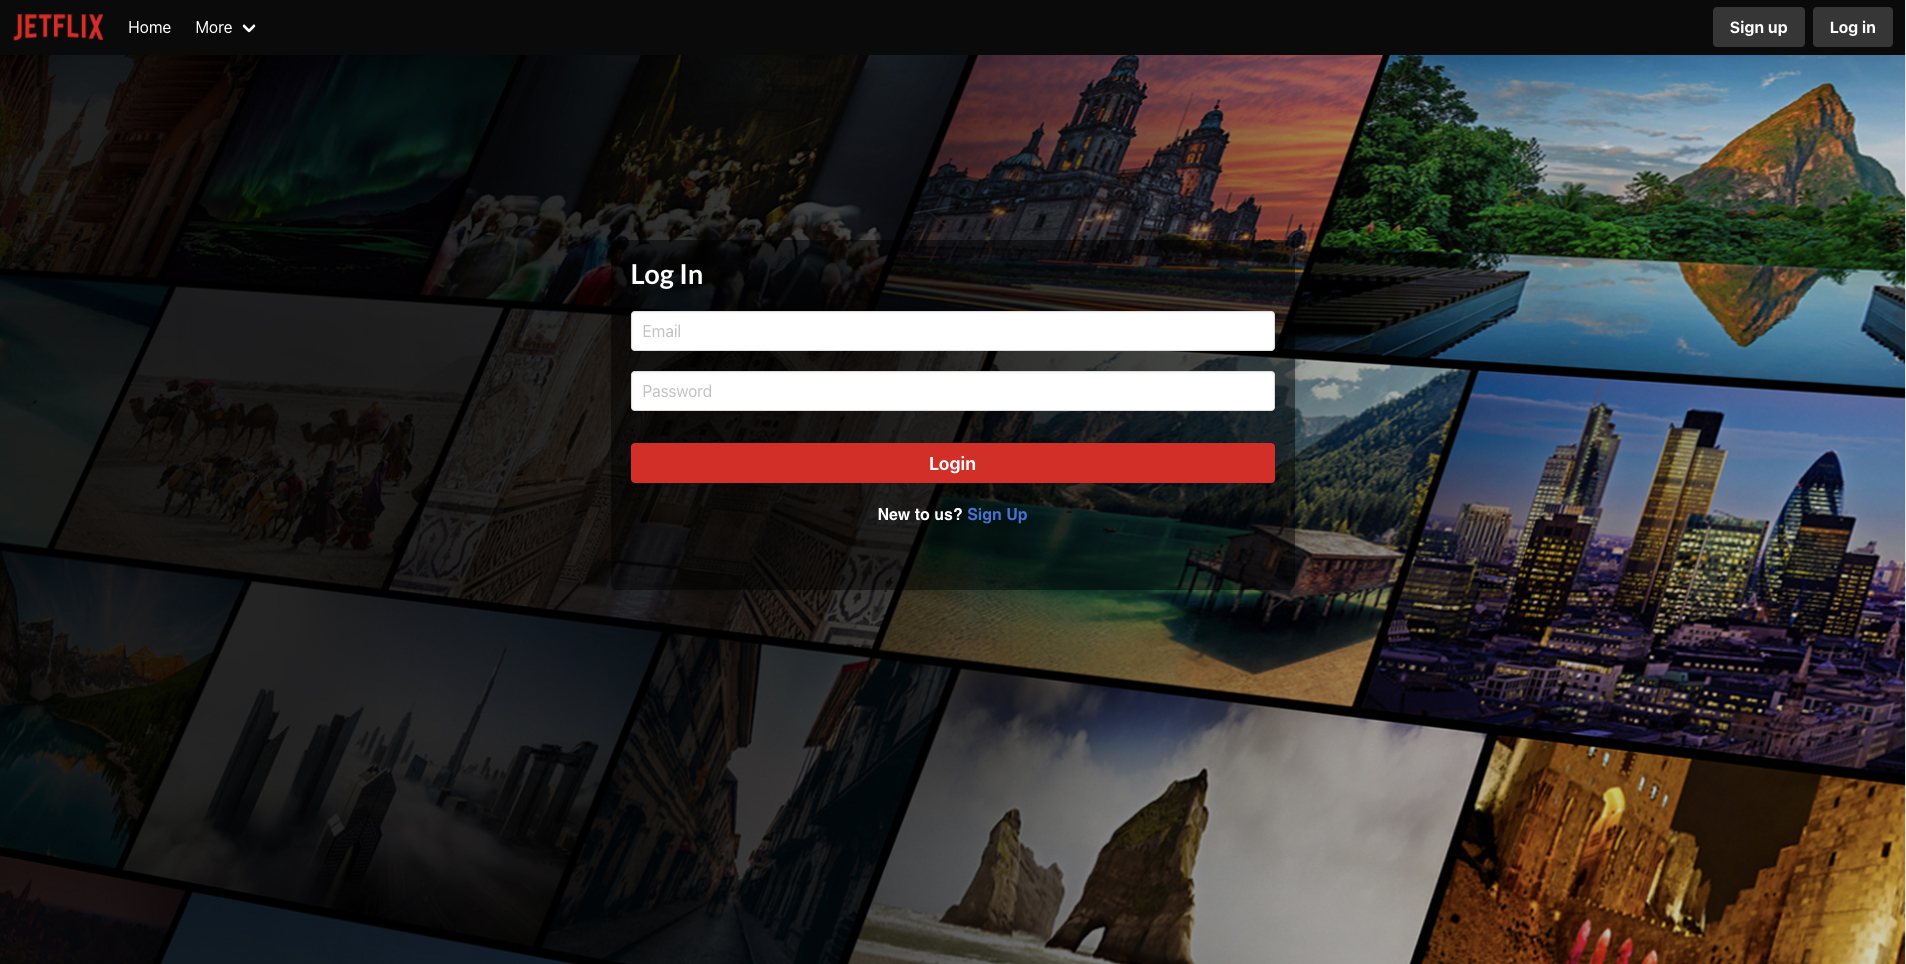 JETFLIX Home More Sign up Log in
Log In
Email
Password
Login
New to us? Sign Up